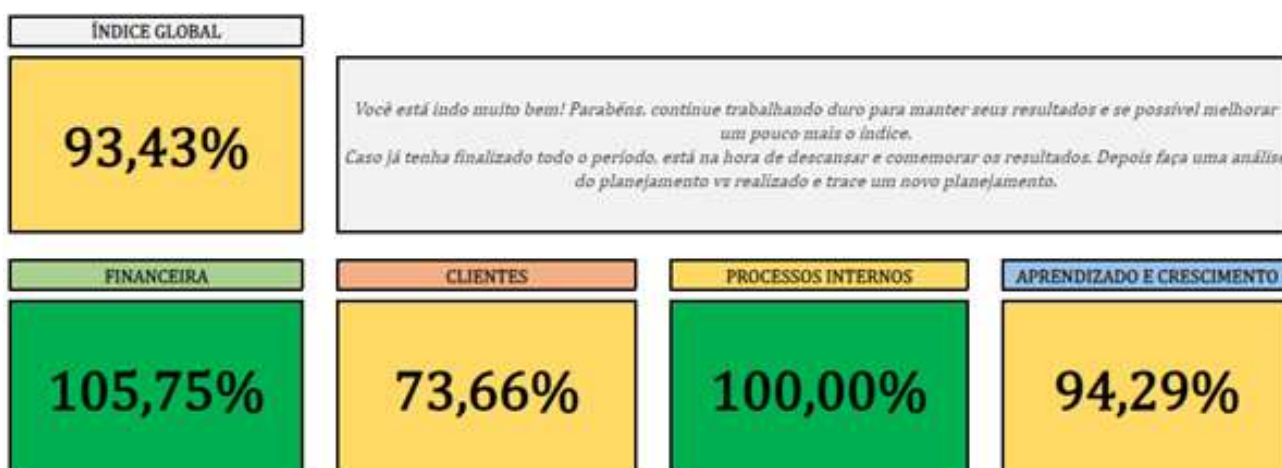 ÍNDICE GLOBAL
93,43%
Você está indo muito bem! Parabéns, continue trabalhando duro para manter seus resultados e se possível melhorar
um pouco mais o índice.
Caso já tenha finalizado todo o período, está na hora de descansar e comemorar os resultados. Depois faça uma análise
do planejamento vs realizado e trace um novo planejamento.
FINANCEIRA
CLIENTES
PROCESSOS INTERNOS
APRENDIZADO E CRESCIMENTO
105,75%
73,66%
100,00%
94,29%